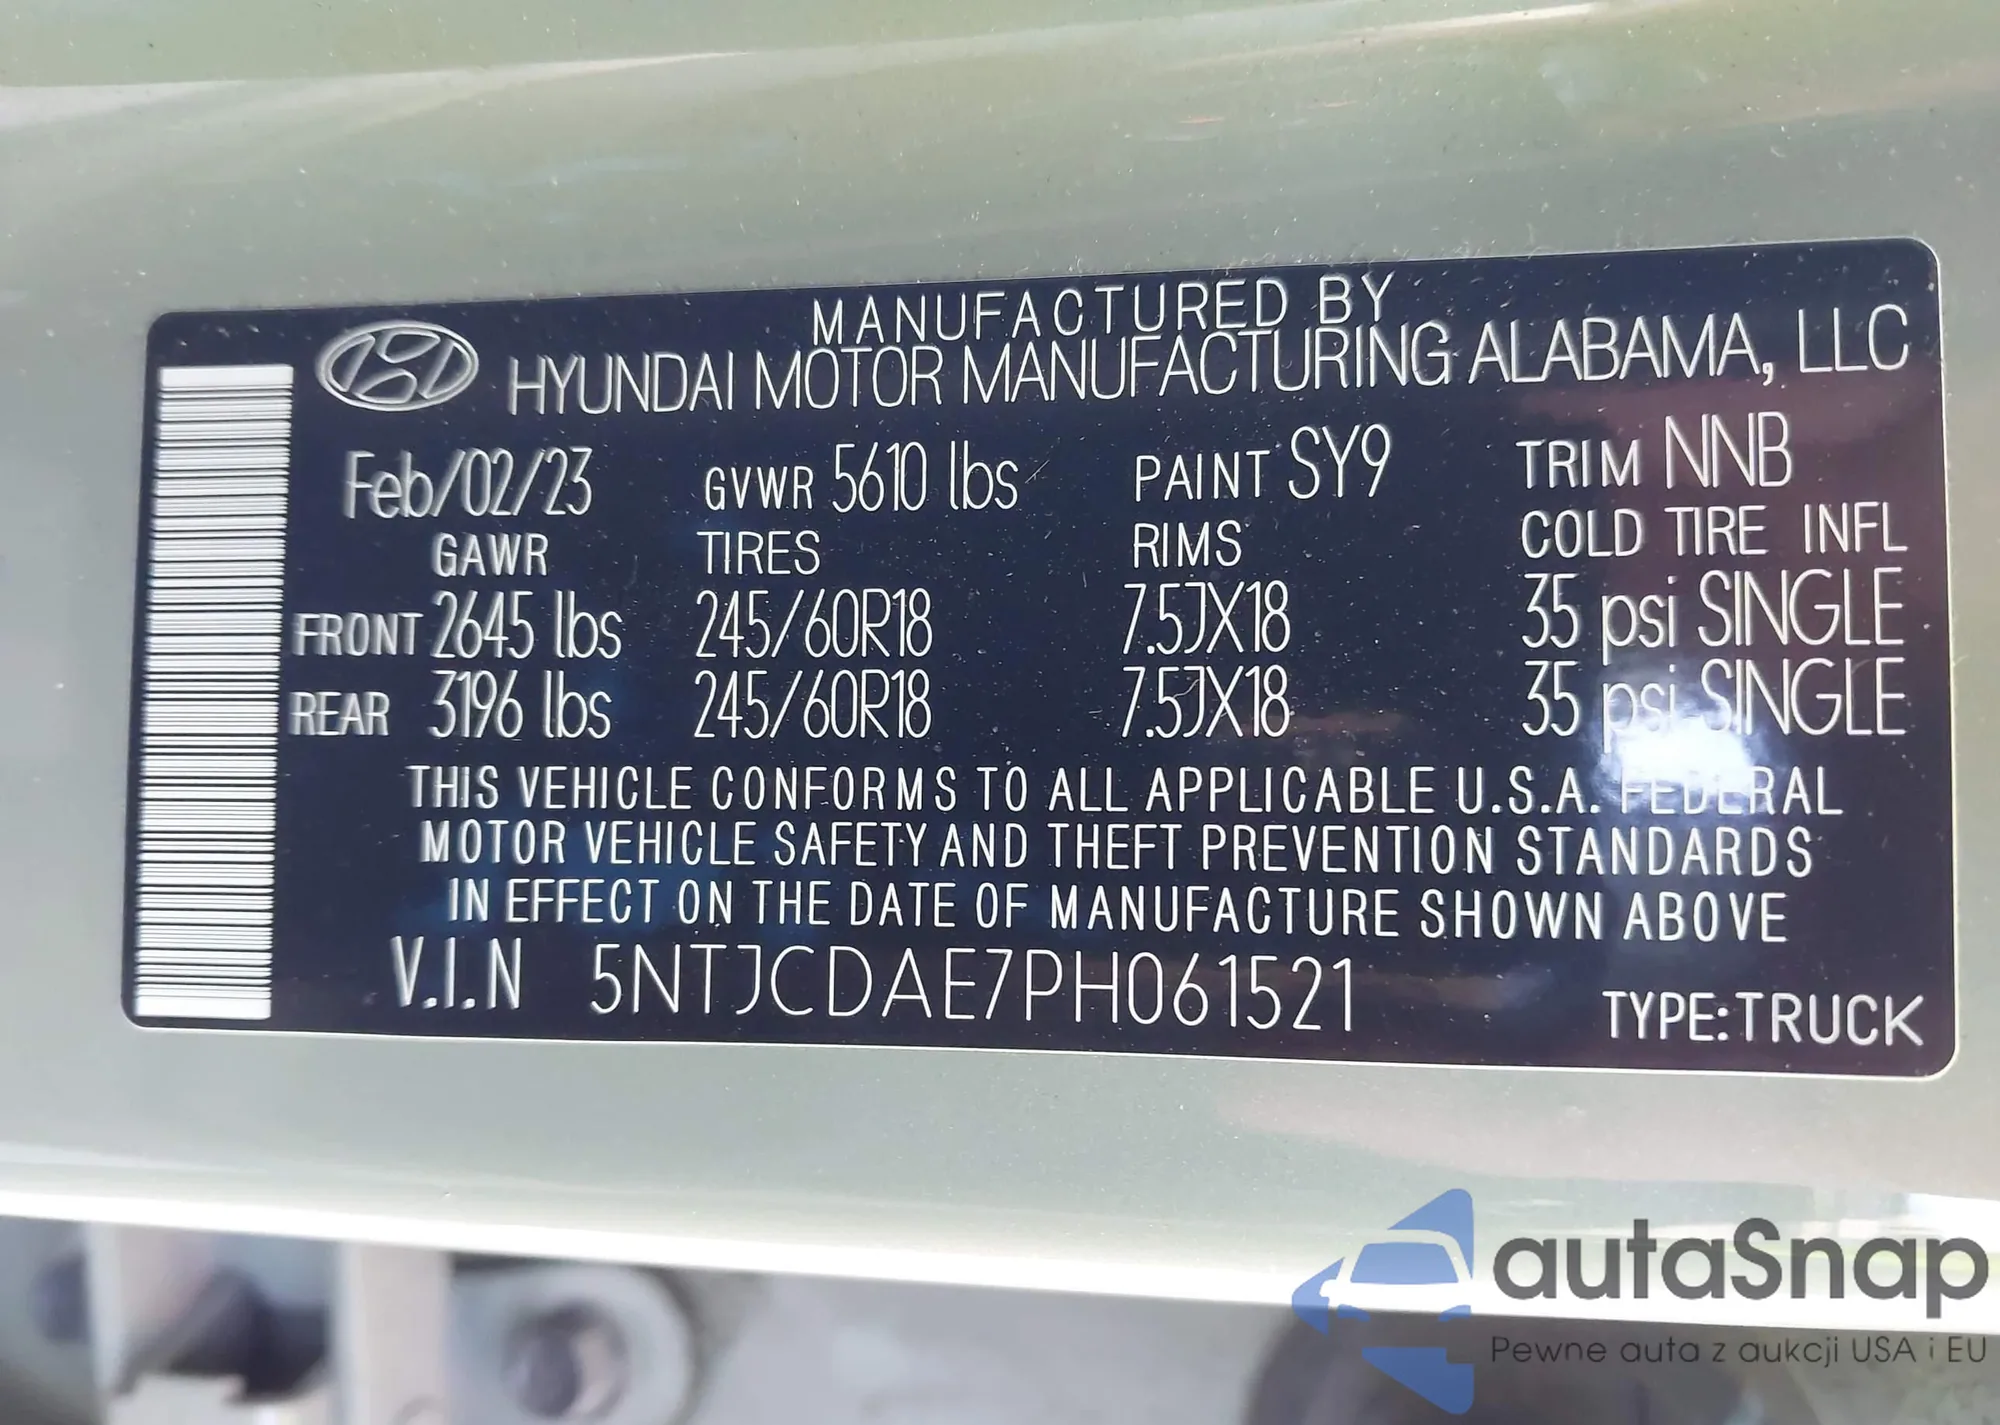 MANUFACTURED BY
HYUNDAI MOTOR MANUFACTURING ALABAMA, LLC
Feb/02/23 GVWR 5610 lbs PAINT SY9 TRIM NNB
GAWR TIRES RIMS COLD TIRE INFL
FRONT 2645 lbs 245/60R18 7.5JX18 35 psi SINGLE
REAR 3196 lbs 245/60R18 7.5JX18 35 psi SINGLE
THIS VEHICLE CONFORMS TO ALL APPLICABLE U.S.A. FEDERAL
MOTOR VEHICLE SAFETY AND THEFT PREVENTION STANDARDS
IN EFFECT ON THE DATE OF MANUFACTURE SHOWN ABOVE
V.I.N 5NTJCDAE7PH061521 TYPE:TRUCK
autaSnap
Pewne auta z aukcji USA i EU